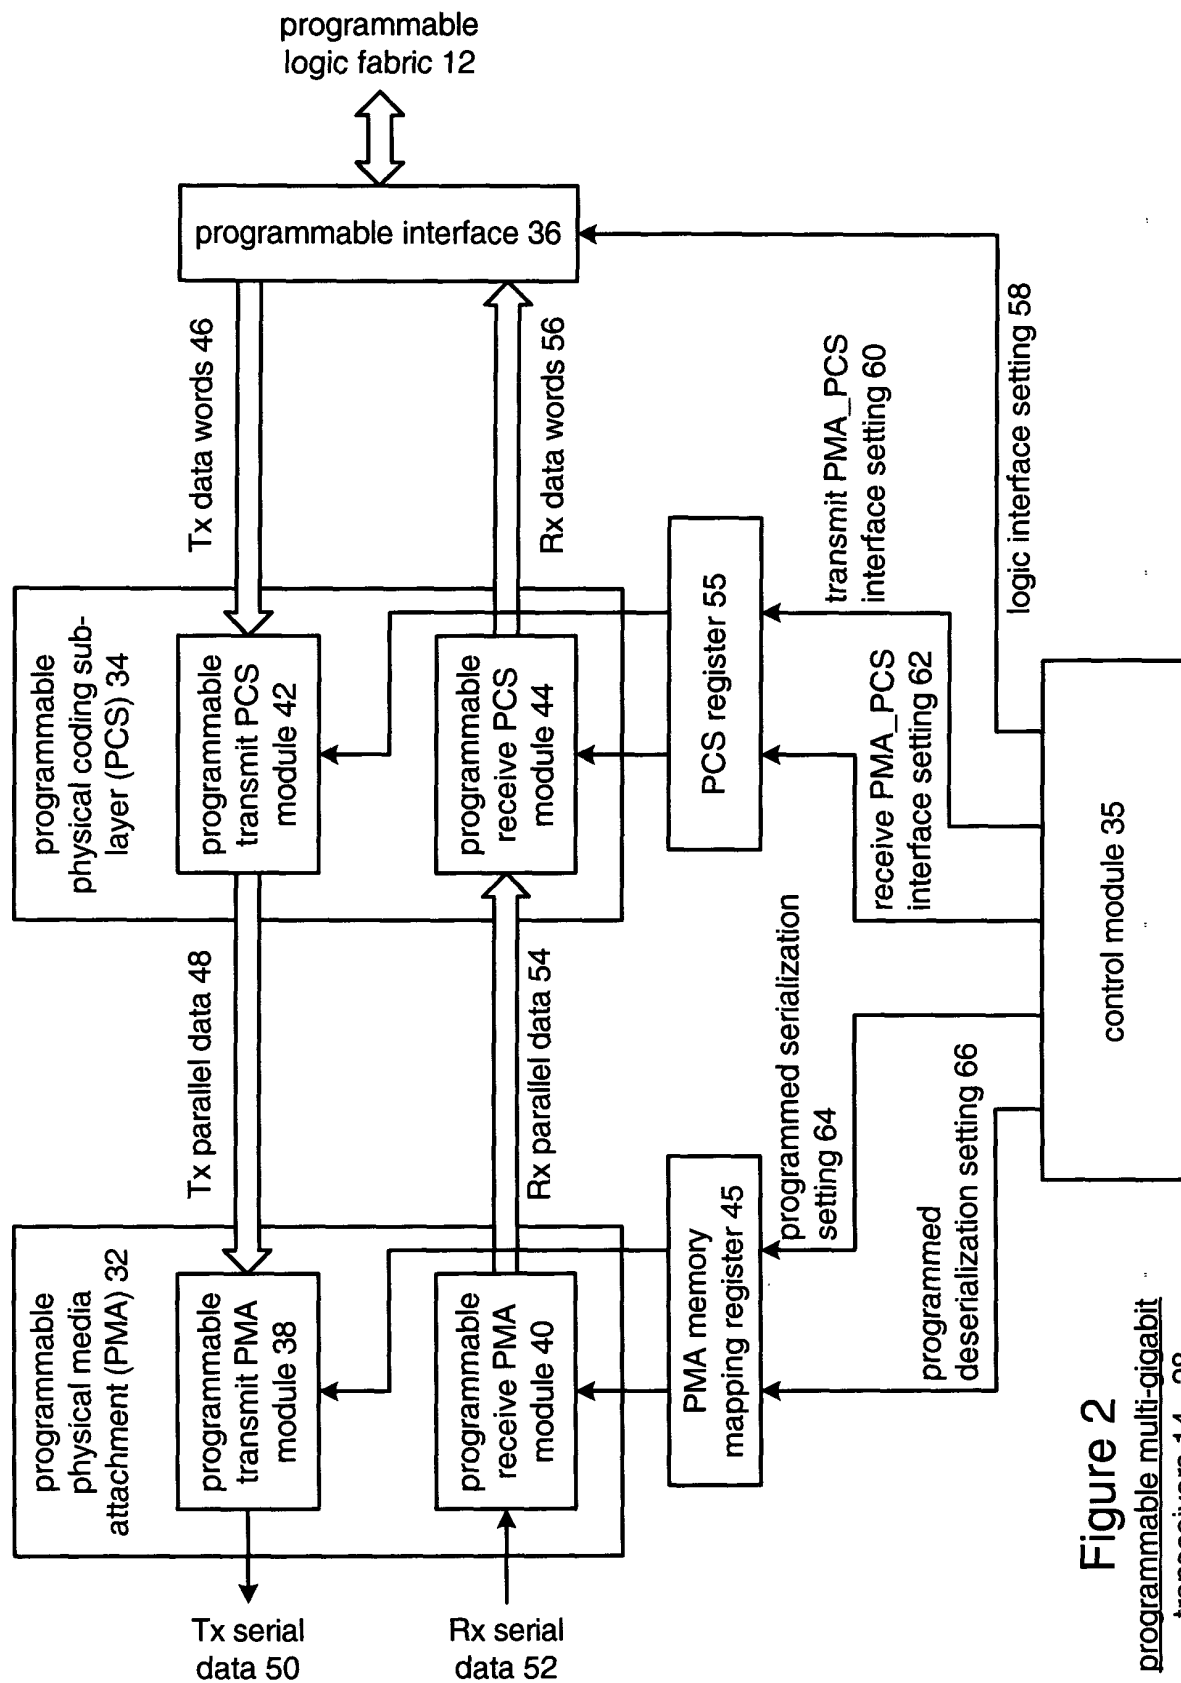 programmable
logic fabric 12
programmable interface 36
Tx data words 46
Rx data words 56
programmable
physical coding sub-
layer (PCS) 34
programmable
transmit PCS
module 42
programmable
receive PCS
module 44
PCS register 55
transmit PMA_PCS
interface setting 60
receive PMA_PCS
interface setting 62
logic interface setting 58
Tx parallel data 48
Rx parallel data 54
programmable
physical media
attachment (PMA) 32
programmable
transmit PMA
module 38
programmable
receive PMA
module 40
PMA memory
mapping register 45
programmed serialization
setting 64
programmed
deserialization setting 66
control module 35
Tx serial
data 50
Rx serial
data 52
Figure 2
programmable multi-gigabit